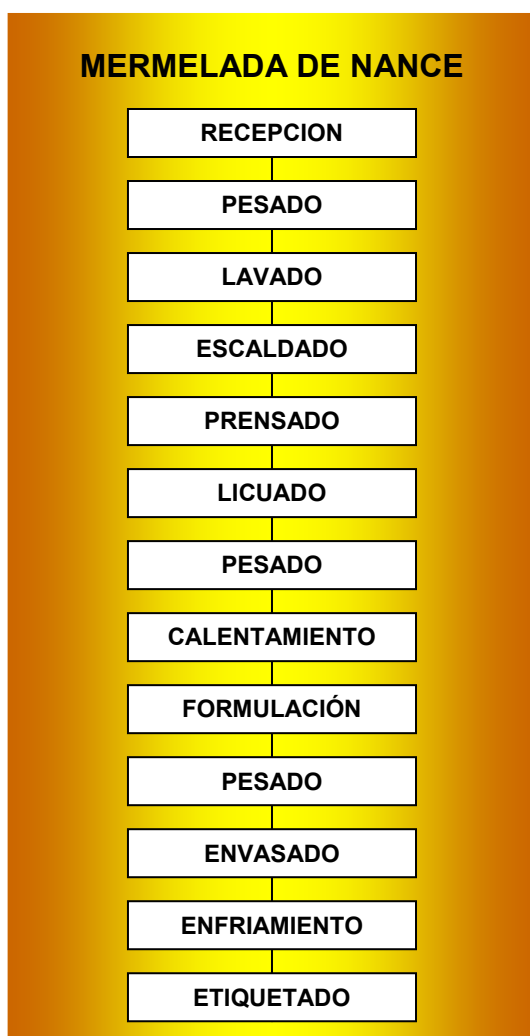 MERMELADA DE NANCE
RECEPCION
PESADO
LAVADO
ESCALDADO
PRENSADO
LICUADO
PESADO
CALENTAMIENTO
FORMULACIÓN
PESADO
ENVASADO
ENFRIAMIENTO
ETIQUETADO